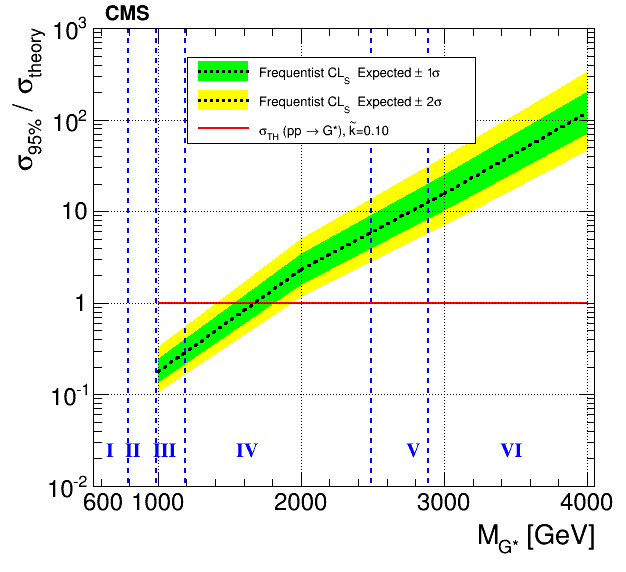 CMS
σ95% / σtheory
10³
10²
10
1
10⁻¹
10⁻²
Frequentist CLS Expected ± 1σ
Frequentist CLS Expected ± 2σ
σTH (pp → G*), k̃=0.10
I II III IV V VI
600 1000 2000 3000 4000
MG* [GeV]